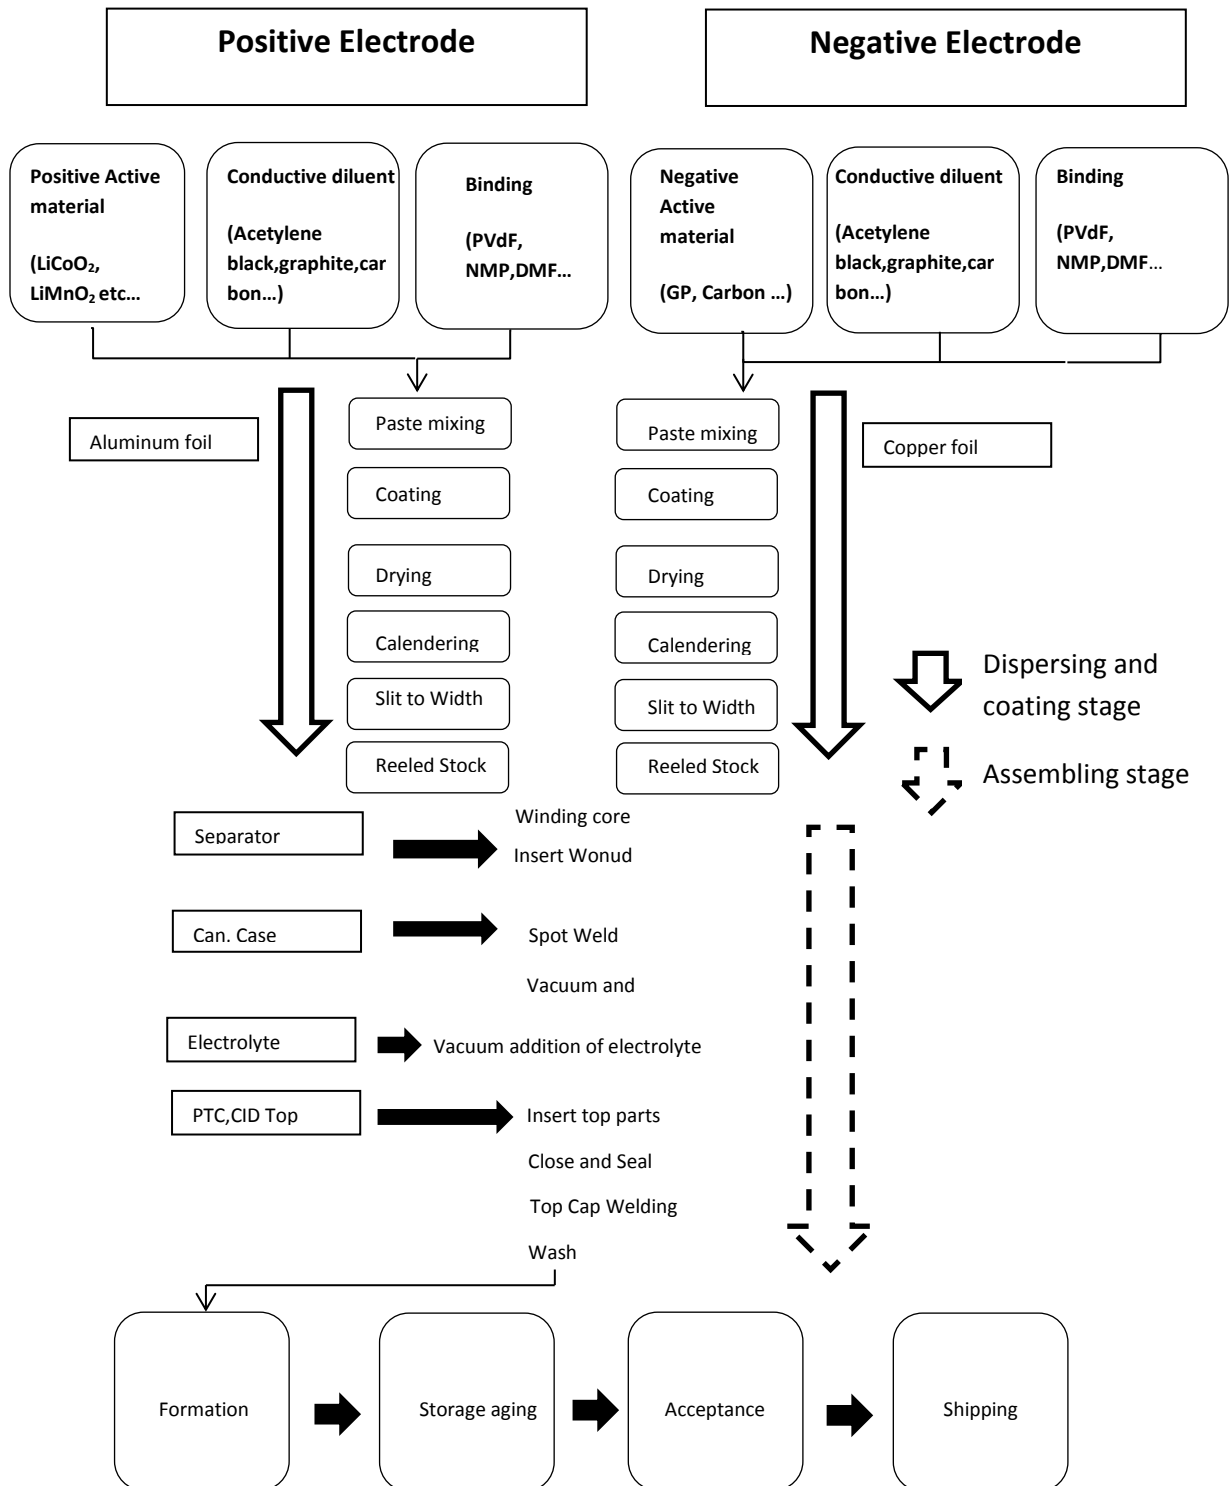 Positive Electrode
Negative Electrode
Positive Active
material
(LiCoO₂,
LiMnO₂ etc...
Conductive diluent
(Acetylene
black,graphite,car
bon...)
Binding
(PVdF,
NMP,DMF...
Negative
Active
material
(GP, Carbon ...)
Conductive diluent
(Acetylene
black,graphite,car
bon...)
Binding
(PVdF,
NMP,DMF...
Aluminum foil
Paste mixing
Coating
Drying
Calendering
Slit to Width
Reeled Stock
Paste mixing
Coating
Drying
Calendering
Slit to Width
Reeled Stock
Copper foil
Dispersing and
coating stage
Assembling stage
Separator
Winding core
Insert Wonud
Can. Case
Spot Weld
Vacuum and
Electrolyte
Vacuum addition of electrolyte
PTC,CID Top
Insert top parts
Close and Seal
Top Cap Welding
Wash
Formation
Storage aging
Acceptance
Shipping